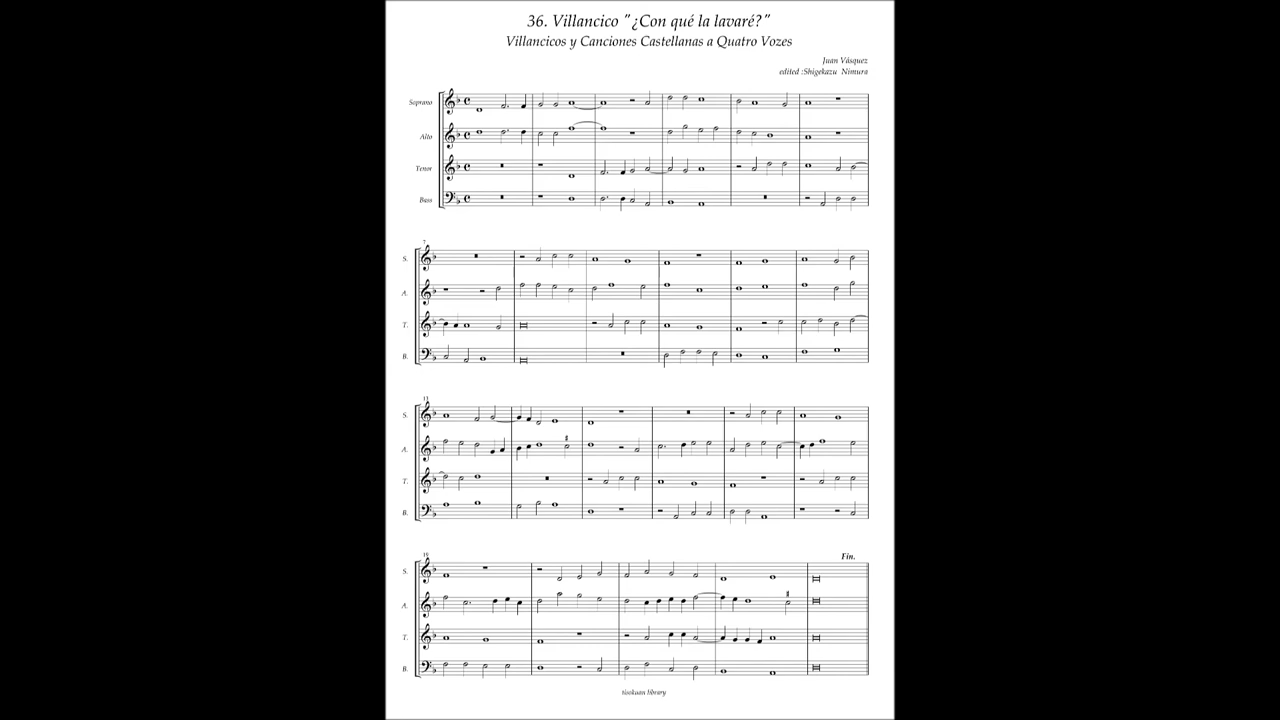 36. Villancico "¿Con qué la lavaré?"
Villancicos y Canciones Castellanas a Quatro Vozes
Juan Vásquez
edited :Shigekazu Nimura
Soprano
Alto
Tenor
Bass
7
S.
A.
T.
B.
13
S.
A.
T.
B.
19
Fin.
S.
A.
T.
B.
library